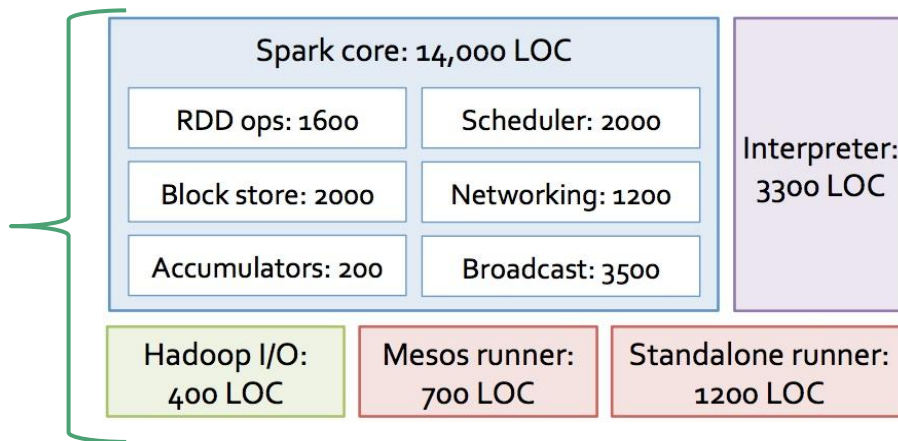 Spark core: 14,000 LOC
RDD ops: 1600
Scheduler: 2000
Block store: 2000
Networking: 1200
Accumulators: 200
Broadcast: 3500
Interpreter:
3300 LOC
Hadoop I/O:
400 LOC
Mesos runner:
700 LOC
Standalone runner:
1200 LOC